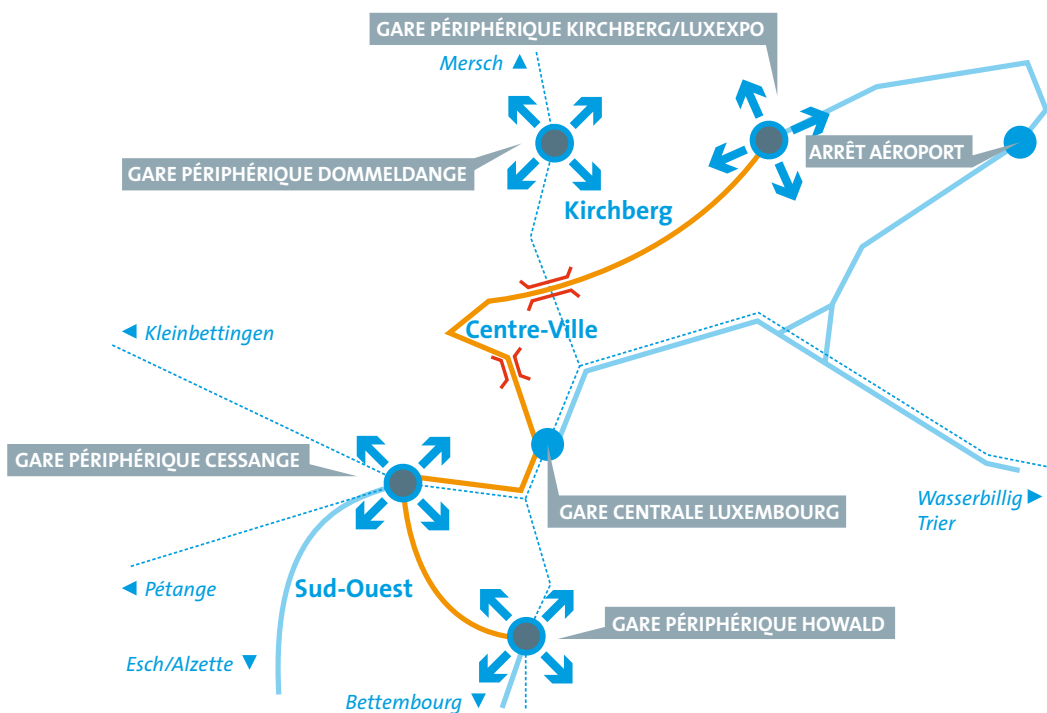 GARE PÉRIPHÉRIQUE KIRCHBERG/LUXEXPO
Mersch
ARRÊT AÉROPORT
GARE PÉRIPHÉRIQUE DOMMELDANGE
Kirchberg
Kleinbettingen
Centre-Ville
GARE PÉRIPHÉRIQUE CESSANGE
Wasserbillig
Trier
GARE CENTRALE LUXEMBOURG
Pétange
Sud-Ouest
GARE PÉRIPHÉRIQUE HOWALD
Esch/Alzette
Bettembourg